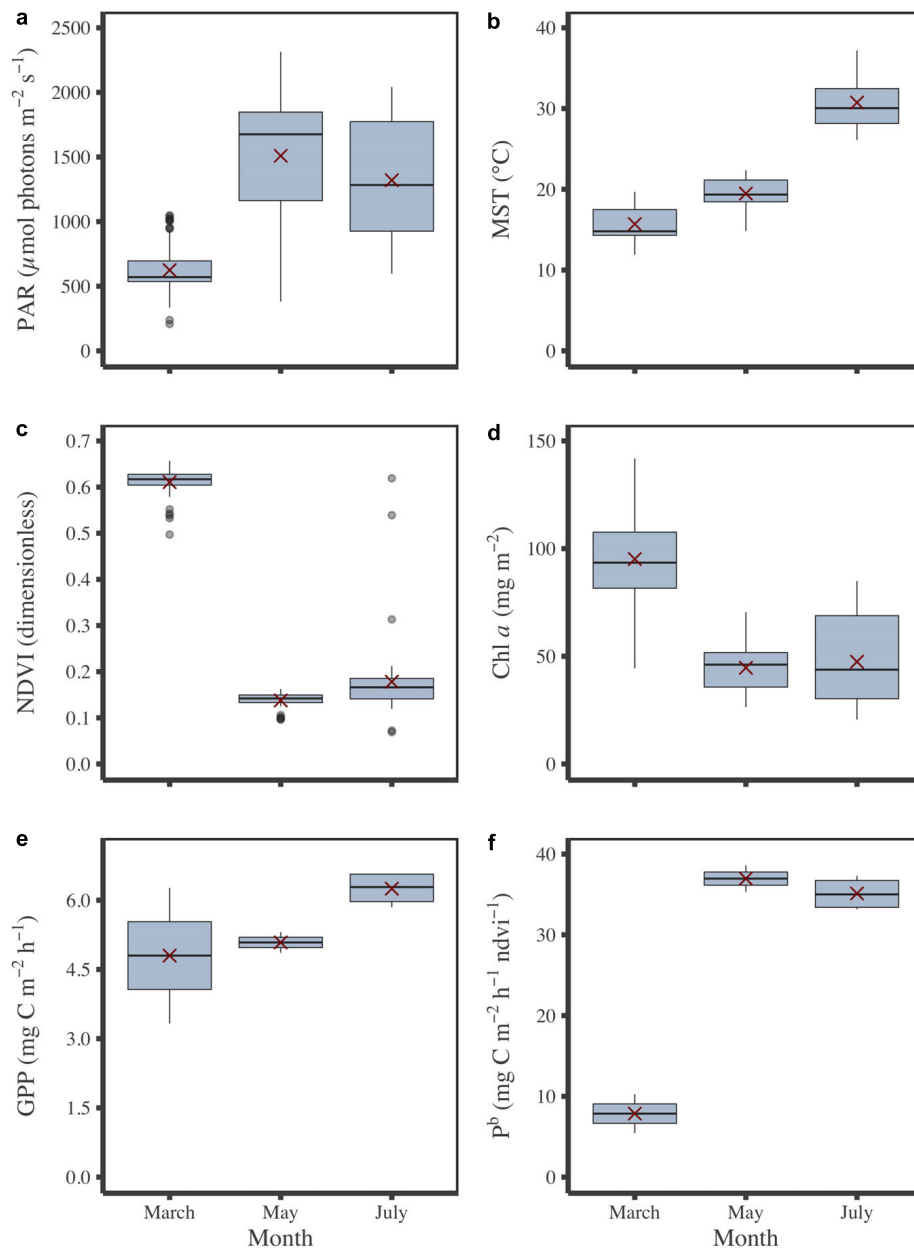 a
PAR (µmol photons m⁻² s⁻¹)
2500
2000
1500
1000
500
0
b
MST (°C)
40
30
20
10
0
c
NDVI (dimensionless)
0.7
0.6
0.5
0.4
0.3
0.2
0.1
0.0
d
Chl a (mg m⁻²)
150
100
50
0
e
GPP (mg C m⁻² h⁻¹)
6.0
4.5
3.0
1.5
0.0
March May July
Month
f
Pᵇ (mg C m⁻² h⁻¹ ndvi⁻¹)
40
30
20
10
0
March May July
Month